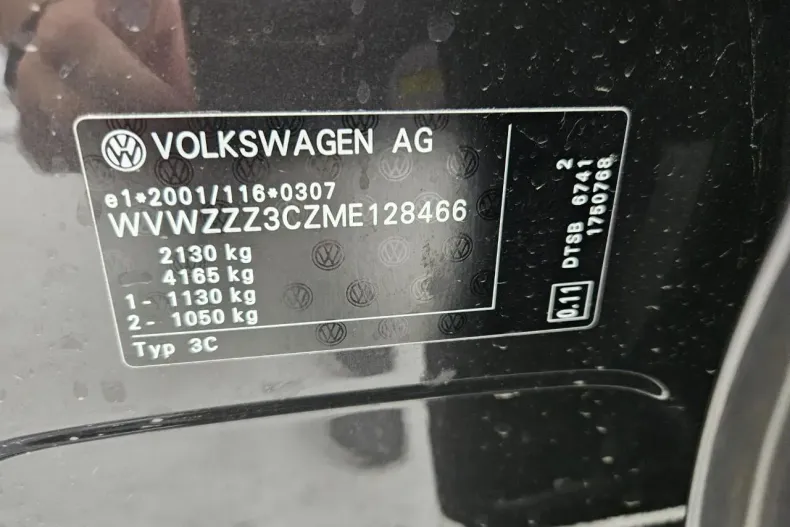 VOLKSWAGEN AG
e1*2001/116*0307
WVWZZZ3CZME128466
2130 kg
4165 kg
1- 1130 kg
2- 1050 kg
Typ 3C
2
DTSB 6741
1750768
0.11